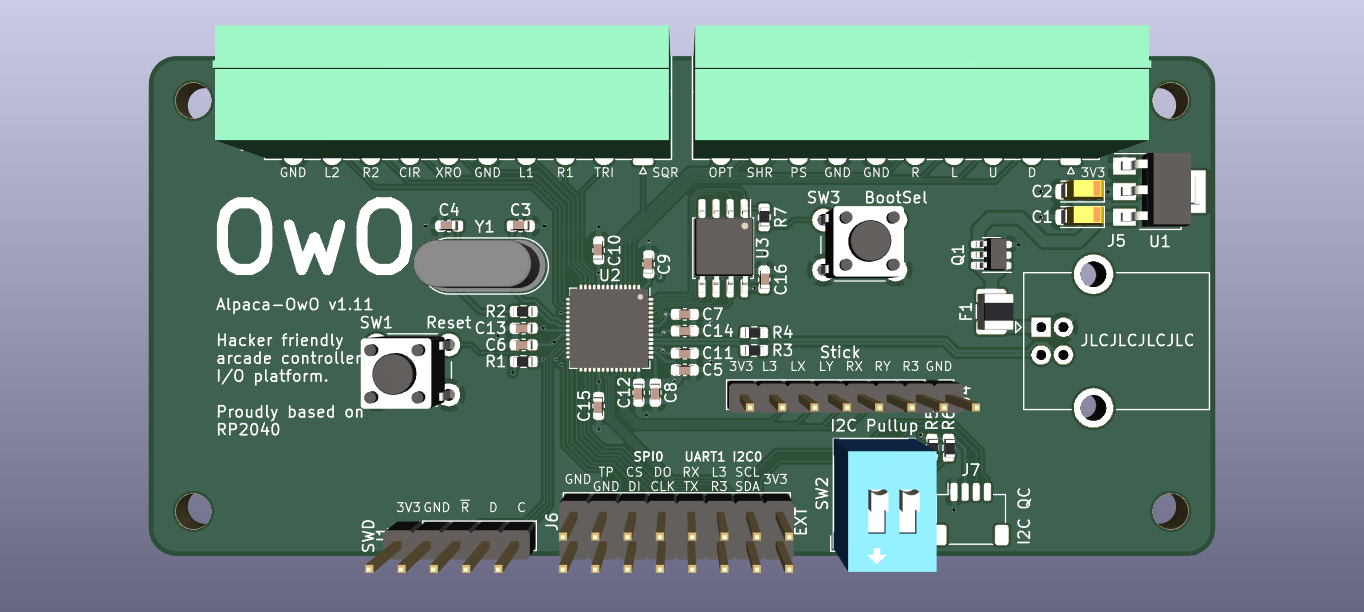 GND L2 R2 CIR XRO GND L1 R1 TRI SQR
OPT SHR PS GND GND R L U D 3V3
OwO
Alpaca-OwO v1.11
Hacker friendly
arcade controller
I/O platform.
Proudly based on
RP2040
C4
Y1
C3
C10
U2
C9
R7
U3
C16
SW3 BootSel
C2
C1
J5
U1
Q1
F1
JLCJLCJLCJLC
SW1 Reset
R2
C13
C6
R1
C7
C14
C11
C5
R4
R3
C15
C12
C8
Stick
3V3 L3 LX LY RX RY R3 GND
R5
R6
I2C Pullup
SW2
J7
I2C QC
SPI0 UART1 I2C0
GND TP CS DO RX L3 SCL 3V3
GND DI CLK TX R3 SDA
J6
EXT
3V3 GND R D C
SWD